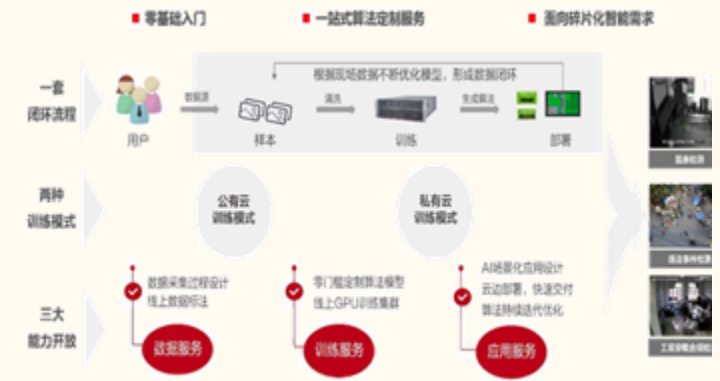 零基础入门
一站式算法定制服务
面向碎片化智能需求
根据现场数据不断优化模型，形成数据闭环
一套
闭环流程
数据源
清洗
生成算法
用户
样本
训练
部署
两种
训练模式
公有云
训练模式
私有云
训练模式
三大
能力开放
数据采集过程设计
线上数据标注
零门槛定制算法模型
线上GPU训练集群
AI场景化应用设计
云边部署，快速交付
算法持续迭代优化
数据服务
训练服务
应用服务